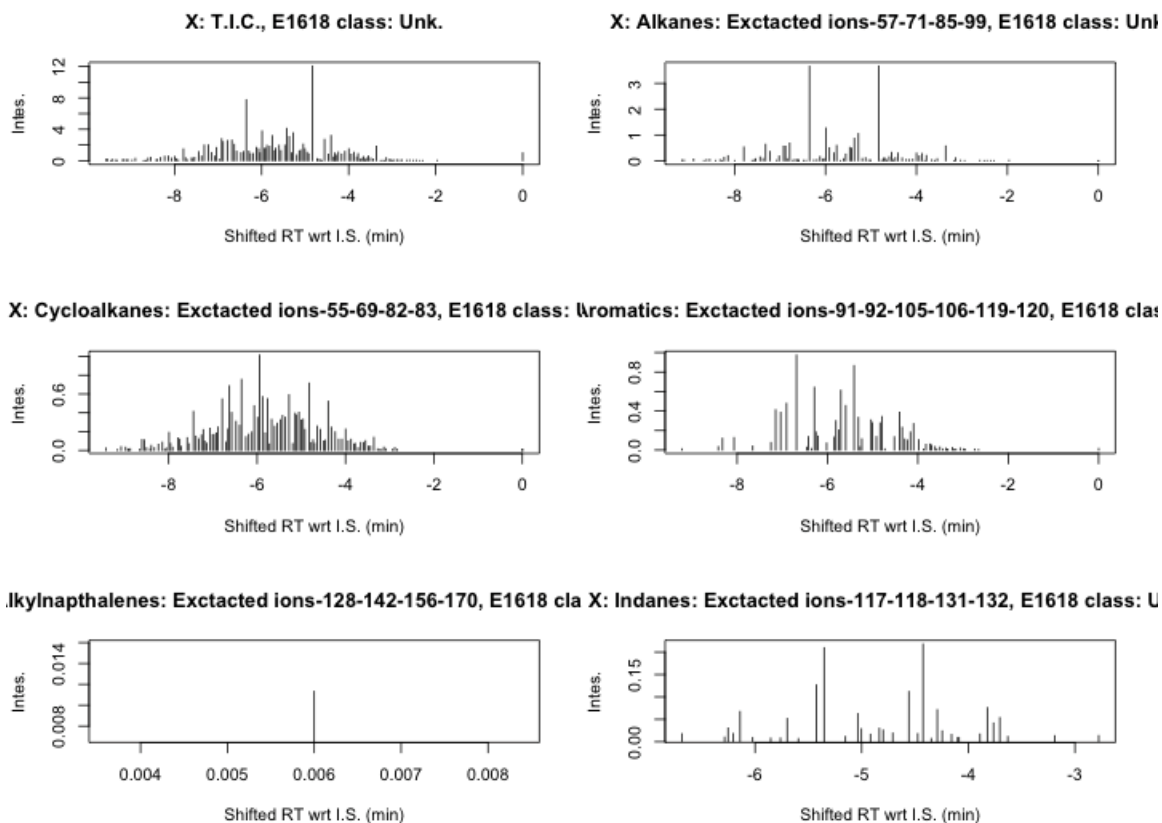 X: T.I.C., E1618 class: Unk.
Intes.
12
8
4
0
-8 -6 -4 -2 0
Shifted RT wrt I.S. (min)
X: Alkanes: Exctacted ions-57-71-85-99, E1618 class: Unk
Intes.
3
2
1
0
-8 -6 -4 -2 0
Shifted RT wrt I.S. (min)
X: Cycloalkanes: Exctacted ions-55-69-82-83, E1618 class:
Intes.
0.6
0.0
-8 -6 -4 -2 0
Shifted RT wrt I.S. (min)
romatics: Exctacted ions-91-92-105-106-119-120, E1618 clas
Intes.
0.8
0.4
0.0
-8 -6 -4 -2 0
Shifted RT wrt I.S. (min)
lkylnapthalenes: Exctacted ions-128-142-156-170, E1618 cla
Intes.
0.014
0.008
0.004 0.005 0.006 0.007 0.008
Shifted RT wrt I.S. (min)
X: Indanes: Exctacted ions-117-118-131-132, E1618 class: U
Intes.
0.15
0.00
-6 -5 -4 -3
Shifted RT wrt I.S. (min)